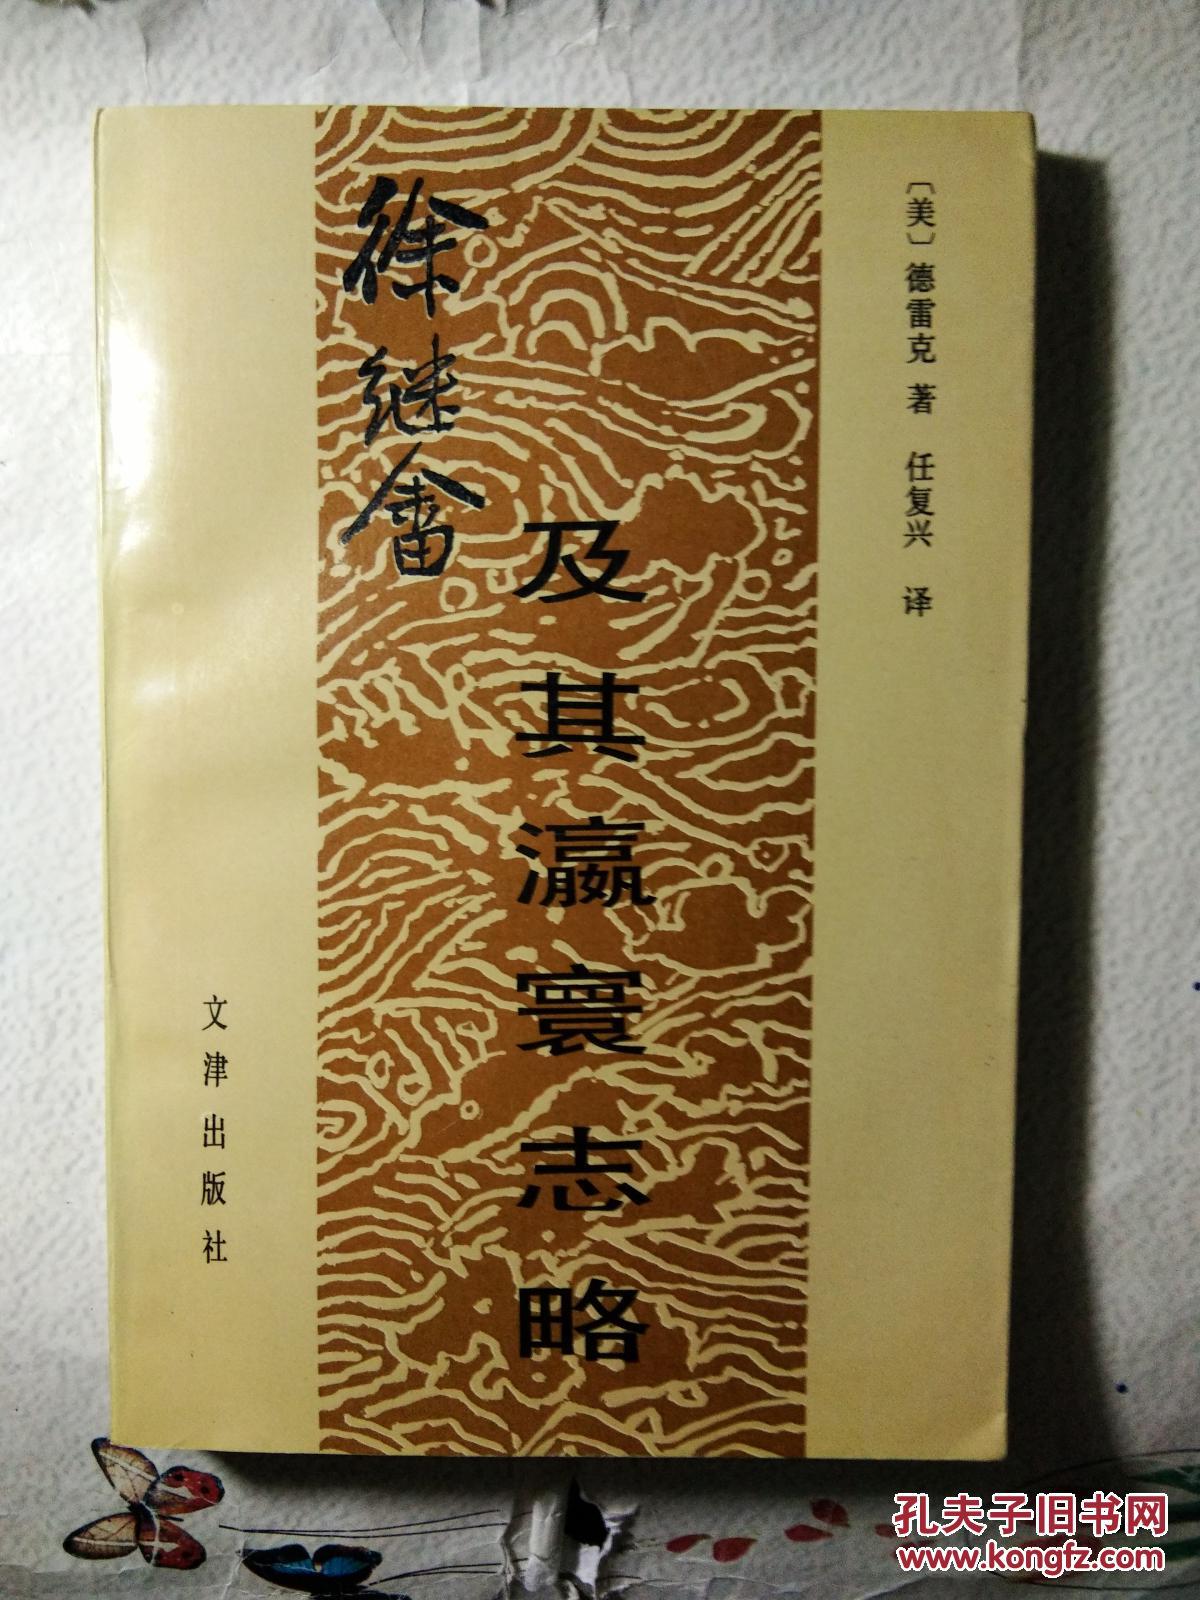 〔美〕德雷克 著 任复兴 译
徐继畬
及其瀛寰志略
文津出版社
孔夫子旧书网
www.kongfz.com